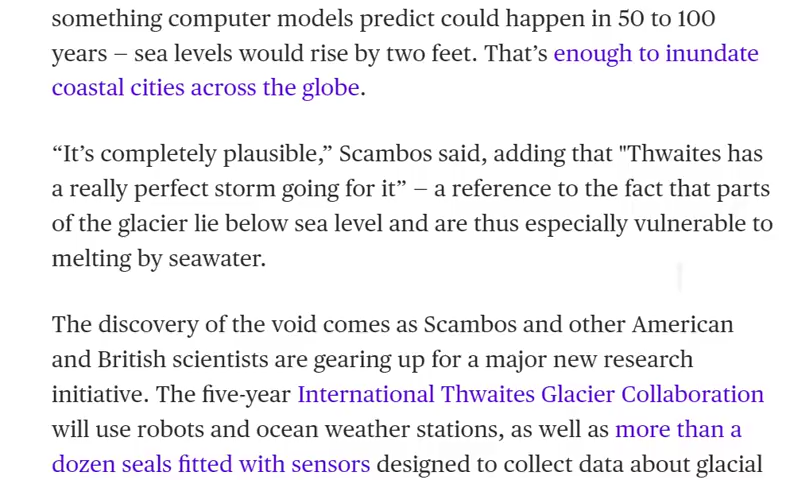 something computer models predict could happen in 50 to 100
years — sea levels would rise by two feet. That’s enough to inundate
coastal cities across the globe.
“It’s completely plausible,” Scambos said, adding that "Thwaites has
a really perfect storm going for it” — a reference to the fact that parts
of the glacier lie below sea level and are thus especially vulnerable to
melting by seawater.
The discovery of the void comes as Scambos and other American
and British scientists are gearing up for a major new research
initiative. The five-year International Thwaites Glacier Collaboration
will use robots and ocean weather stations, as well as more than a
dozen seals fitted with sensors designed to collect data about glacial